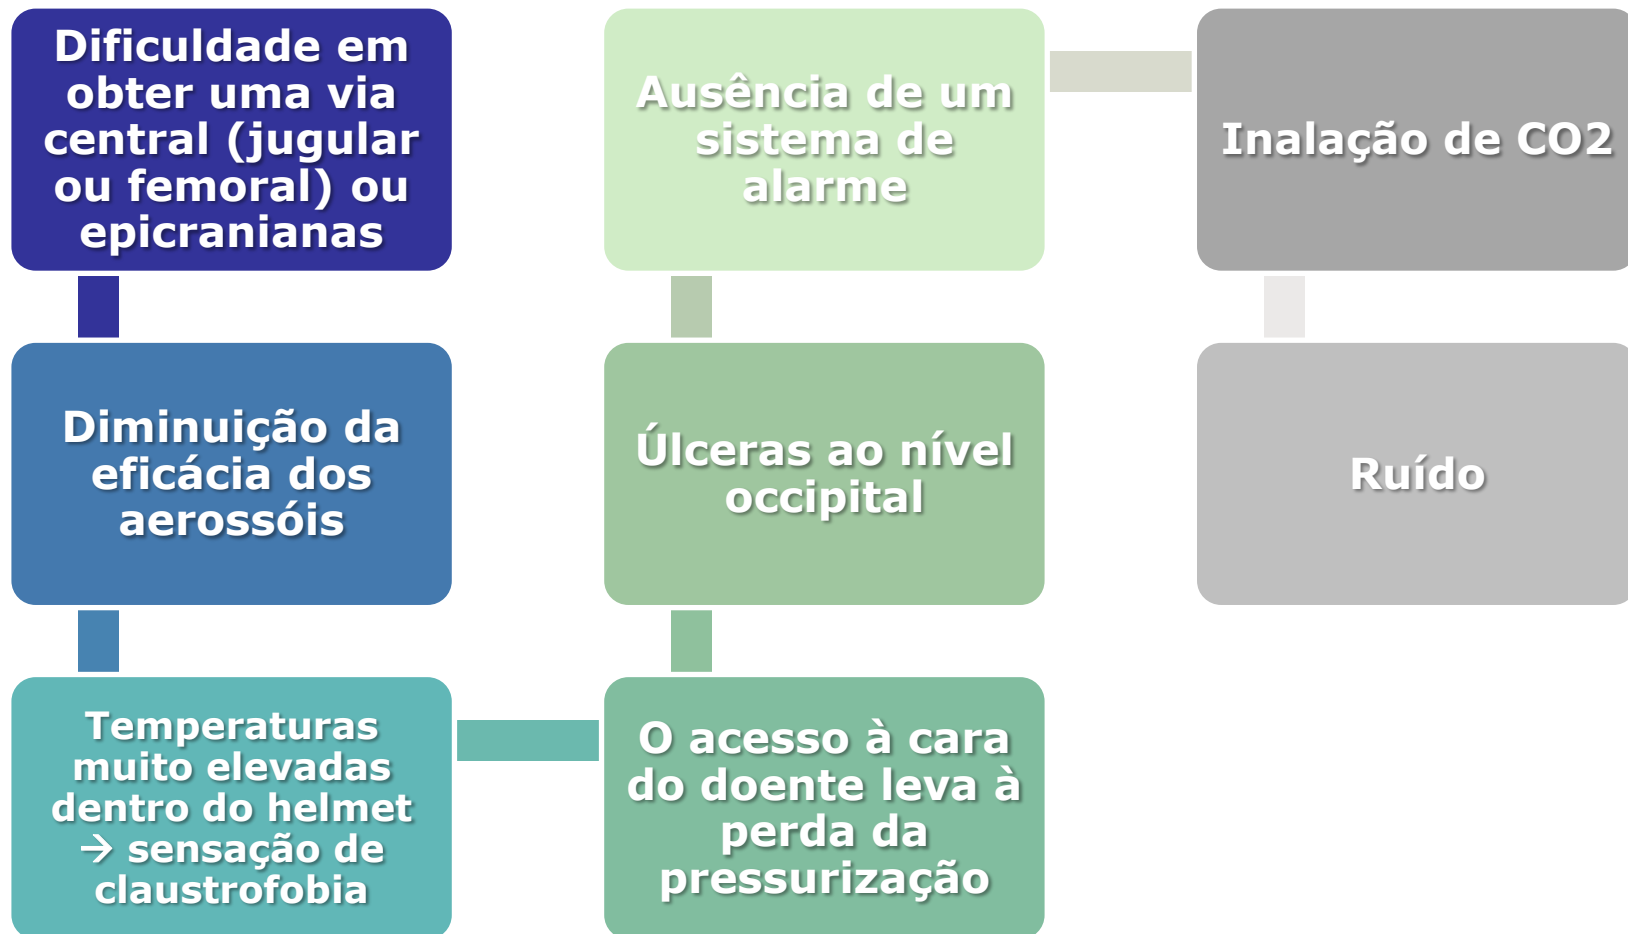 Dificuldade em
obter uma via
central (jugular
ou femoral) ou
epicranianas
Diminuição da
eficácia dos
aerossóis
Temperaturas
muito elevadas
dentro do helmet
→ sensação de
claustrofobia
O acesso à cara
do doente leva à
perda da
pressurização
Úlceras ao nível
occipital
Ausência de um
sistema de
alarme
Inalação de CO2
Ruído